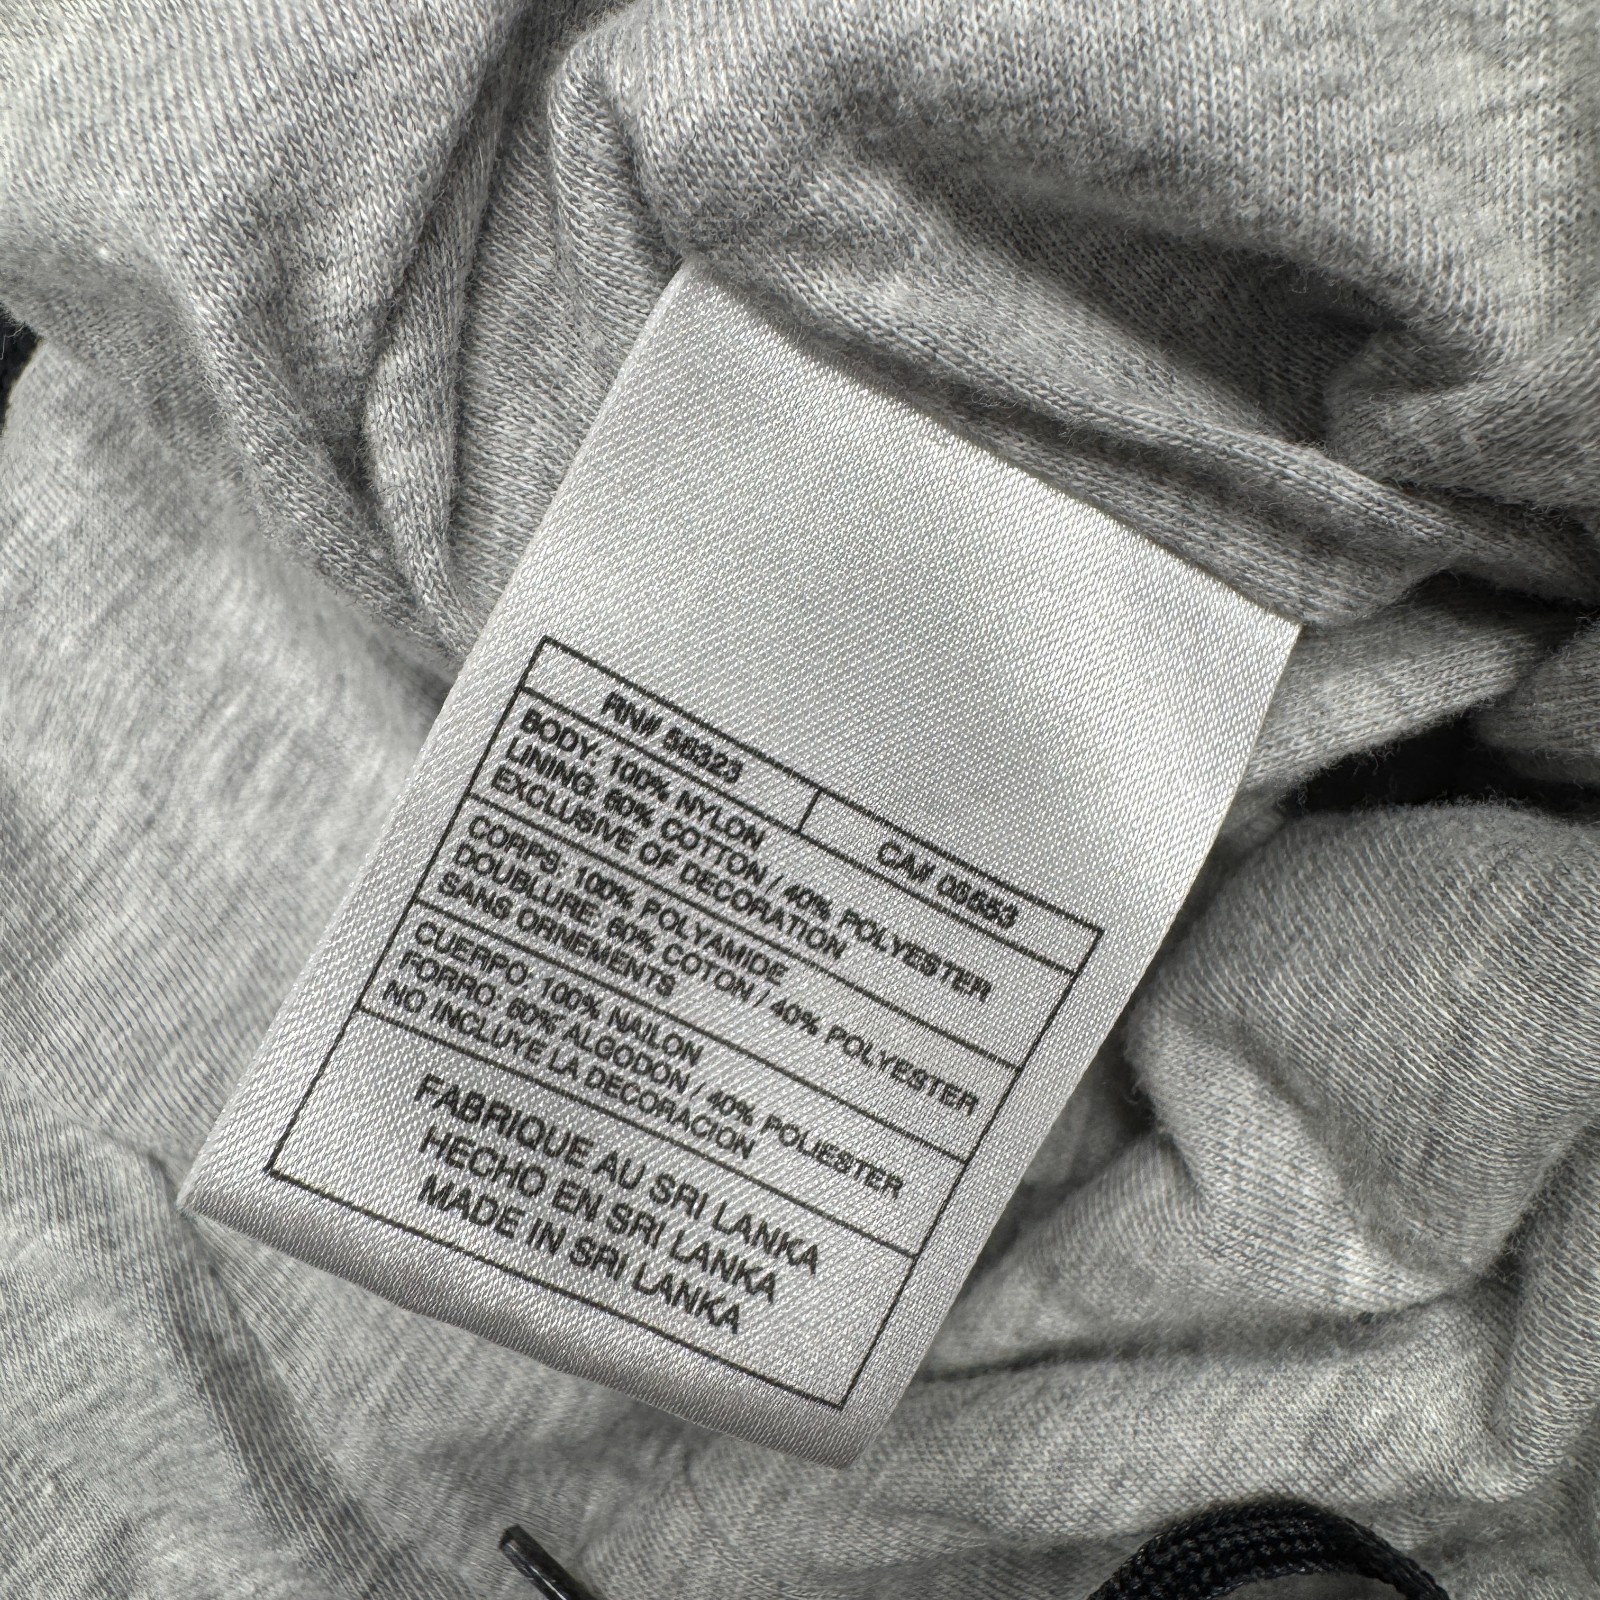 RN# 56323 CA# 05553
BODY: 100% NYLON
LINING: 60% COTTON / 40% POLYESTER
EXCLUSIVE OF DECORATION
CORPS: 100% POLYAMIDE
DOUBLURE: 60% COTON / 40% POLYESTER
SANS ORNEMENTS
CUERPO: 100% NAILON
FORRO: 60% ALGODON / 40% POLIESTER
NO INCLUYE LA DECORACION
FABRIQUE AU SRI LANKA
HECHO EN SRI LANKA
MADE IN SRI LANKA